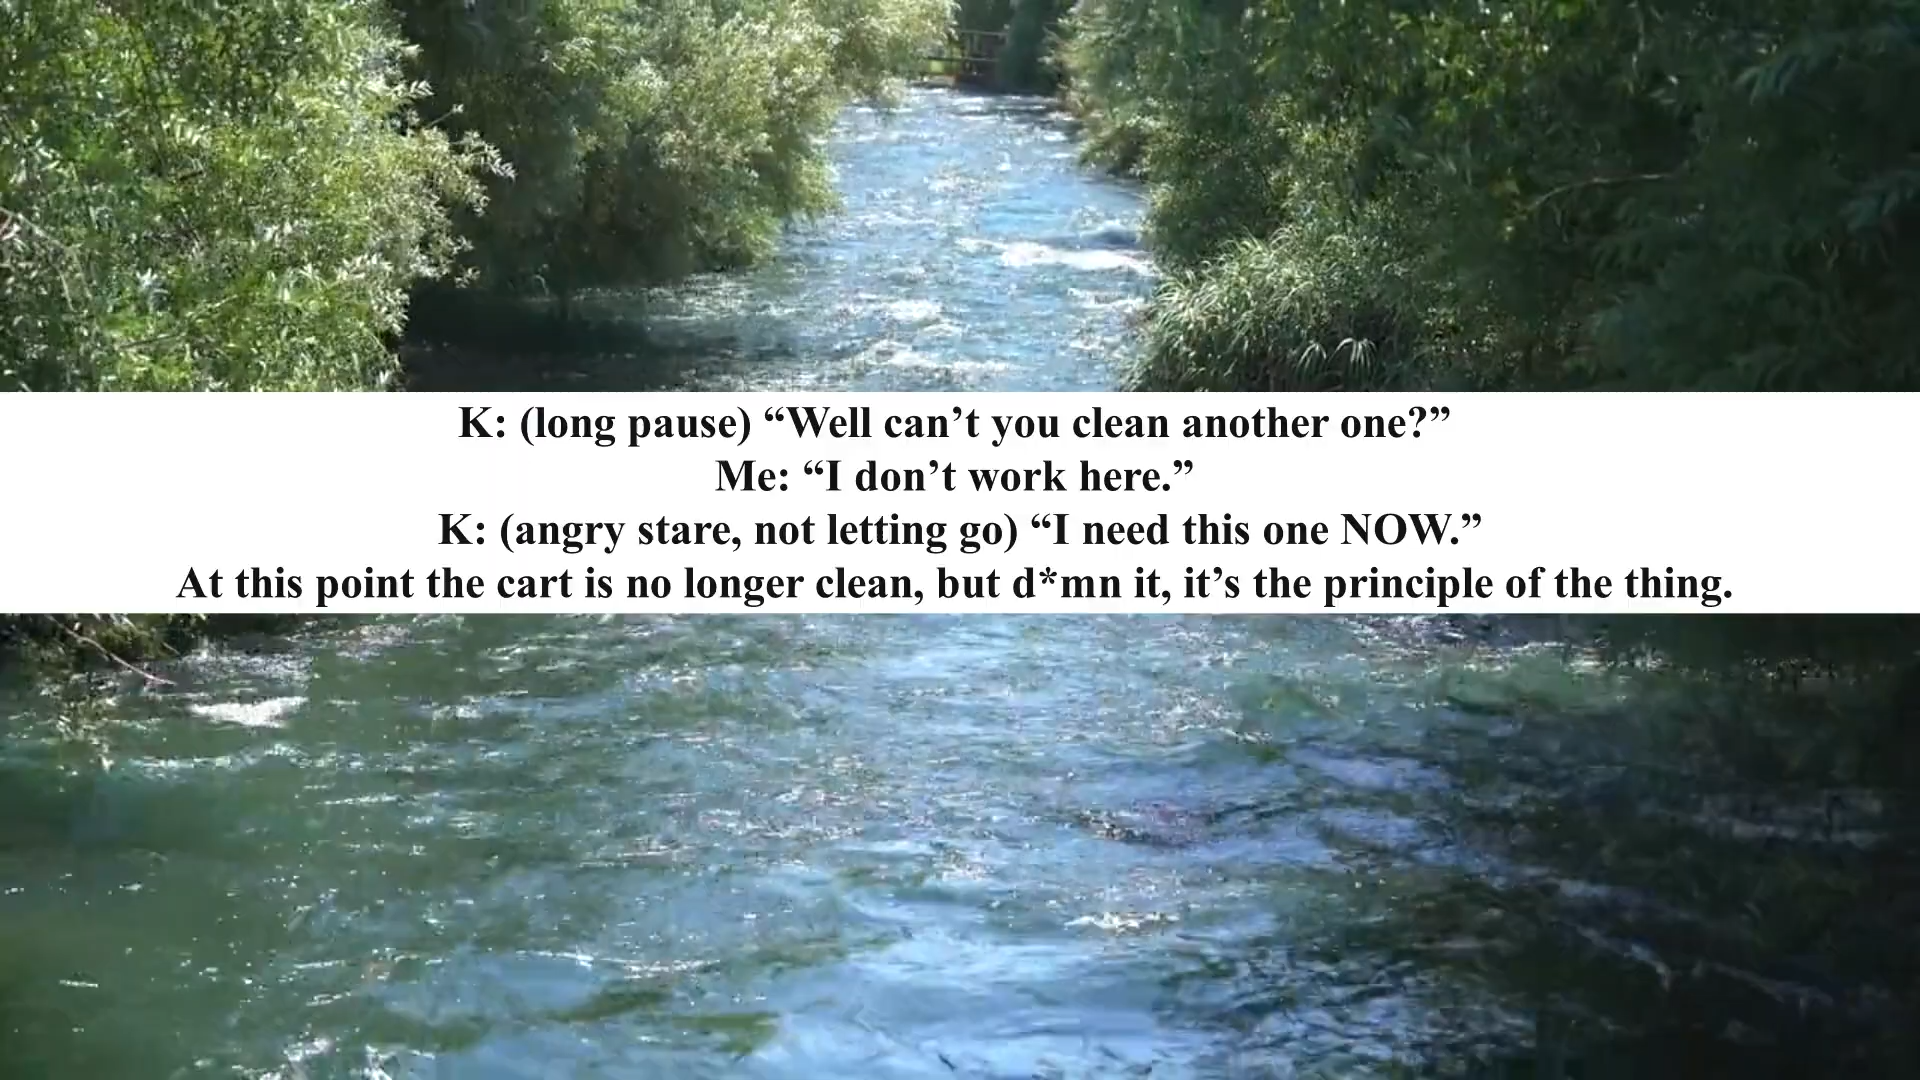 K: (long pause) “Well can’t you clean another one?”
Me: “I don’t work here.”
K: (angry stare, not letting go) “I need this one NOW.”
At this point the cart is no longer clean, but d*mn it, it’s the principle of the thing.